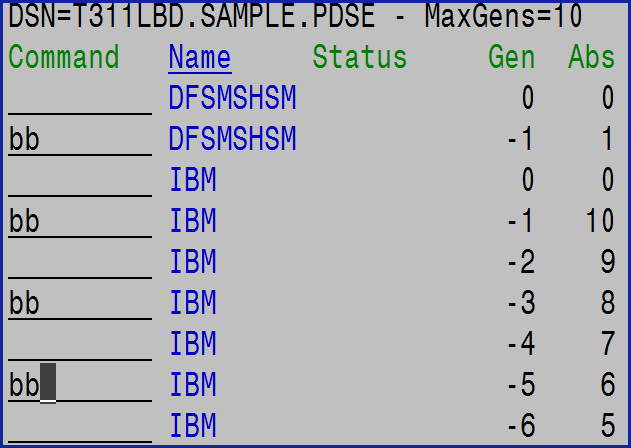 DSN=T311LBD.SAMPLE.PDSE - MaxGens=10
Command Name Status Gen Abs
DFSMSHSM 0 0
bb DFSMSHSM -1 1
IBM 0 0
bb IBM -1 10
IBM -2 9
bb IBM -3 8
IBM -4 7
bb IBM -5 6
IBM -6 5